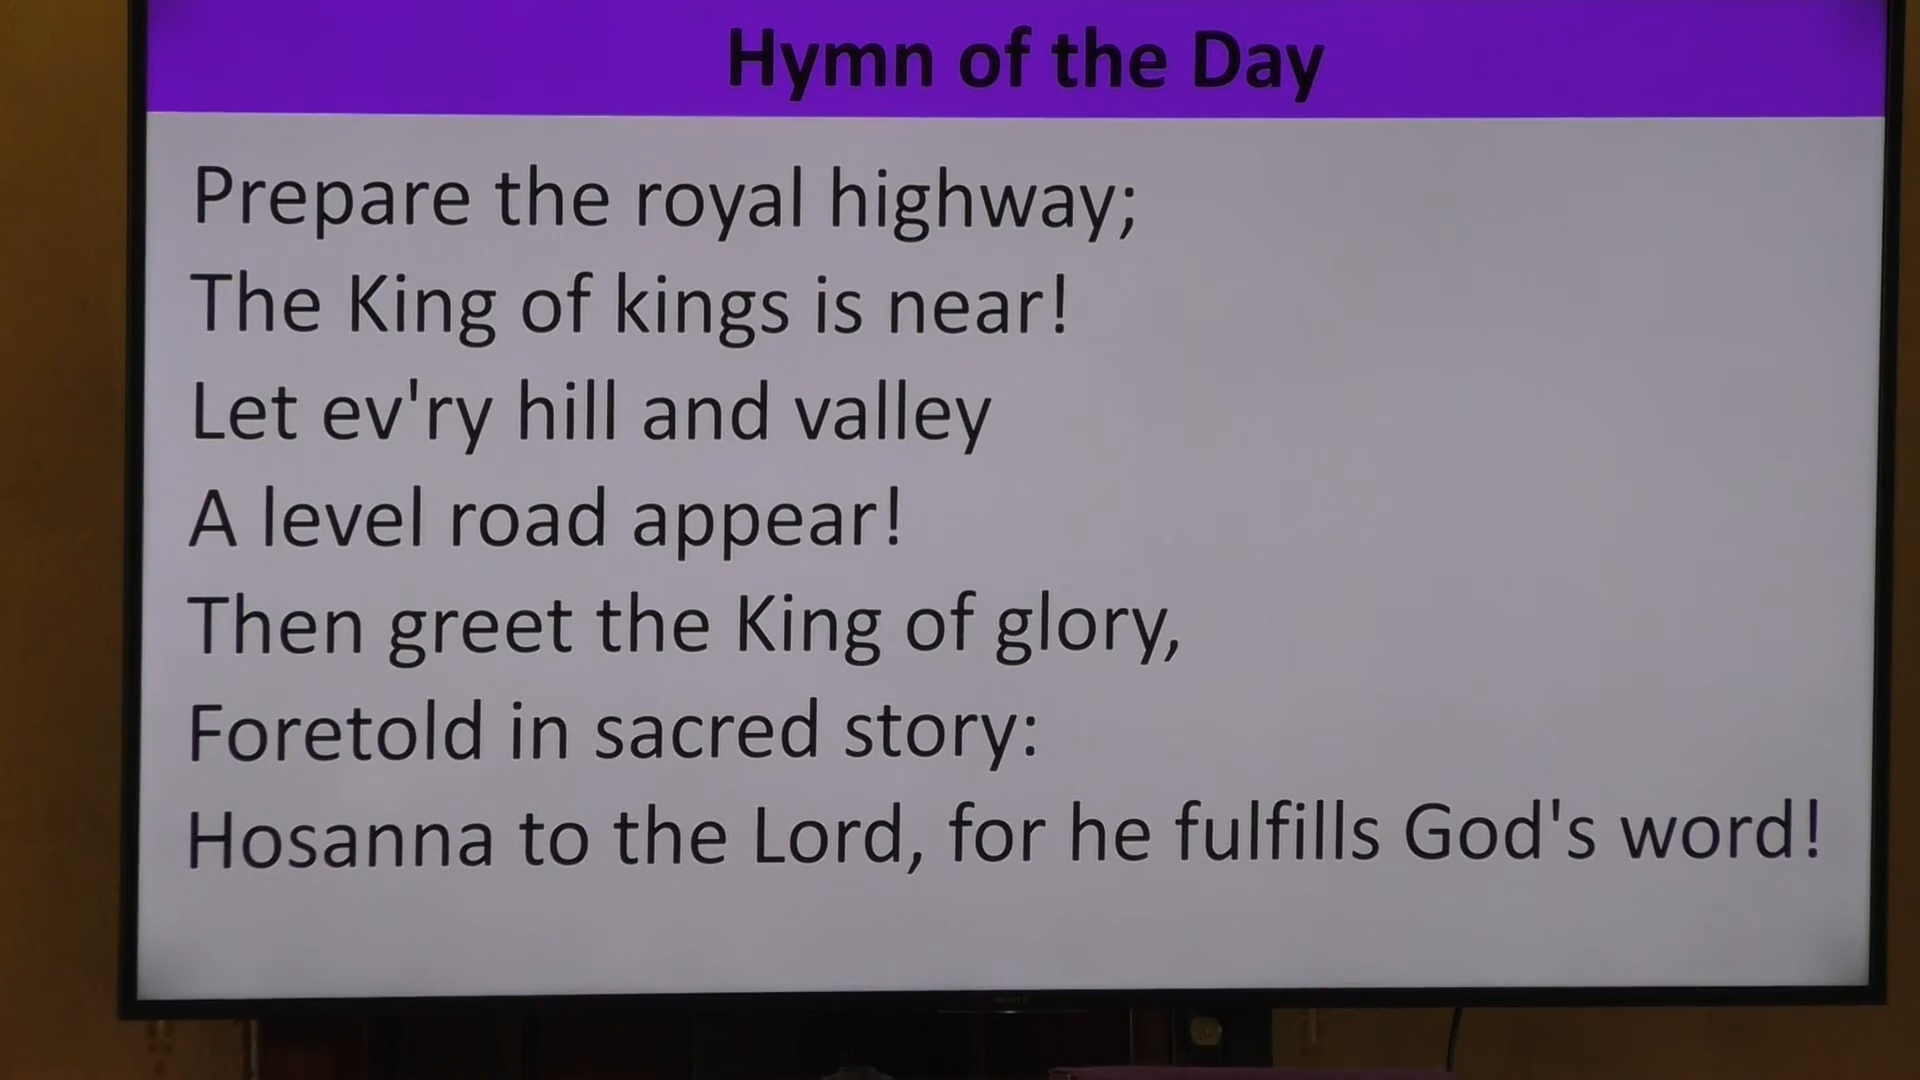 Hymn of the Day
Prepare the royal highway;
The King of kings is near!
Let ev'ry hill and valley
A level road appear!
Then greet the King of glory,
Foretold in sacred story:
Hosanna to the Lord, for he fulfills God's word!
SONY